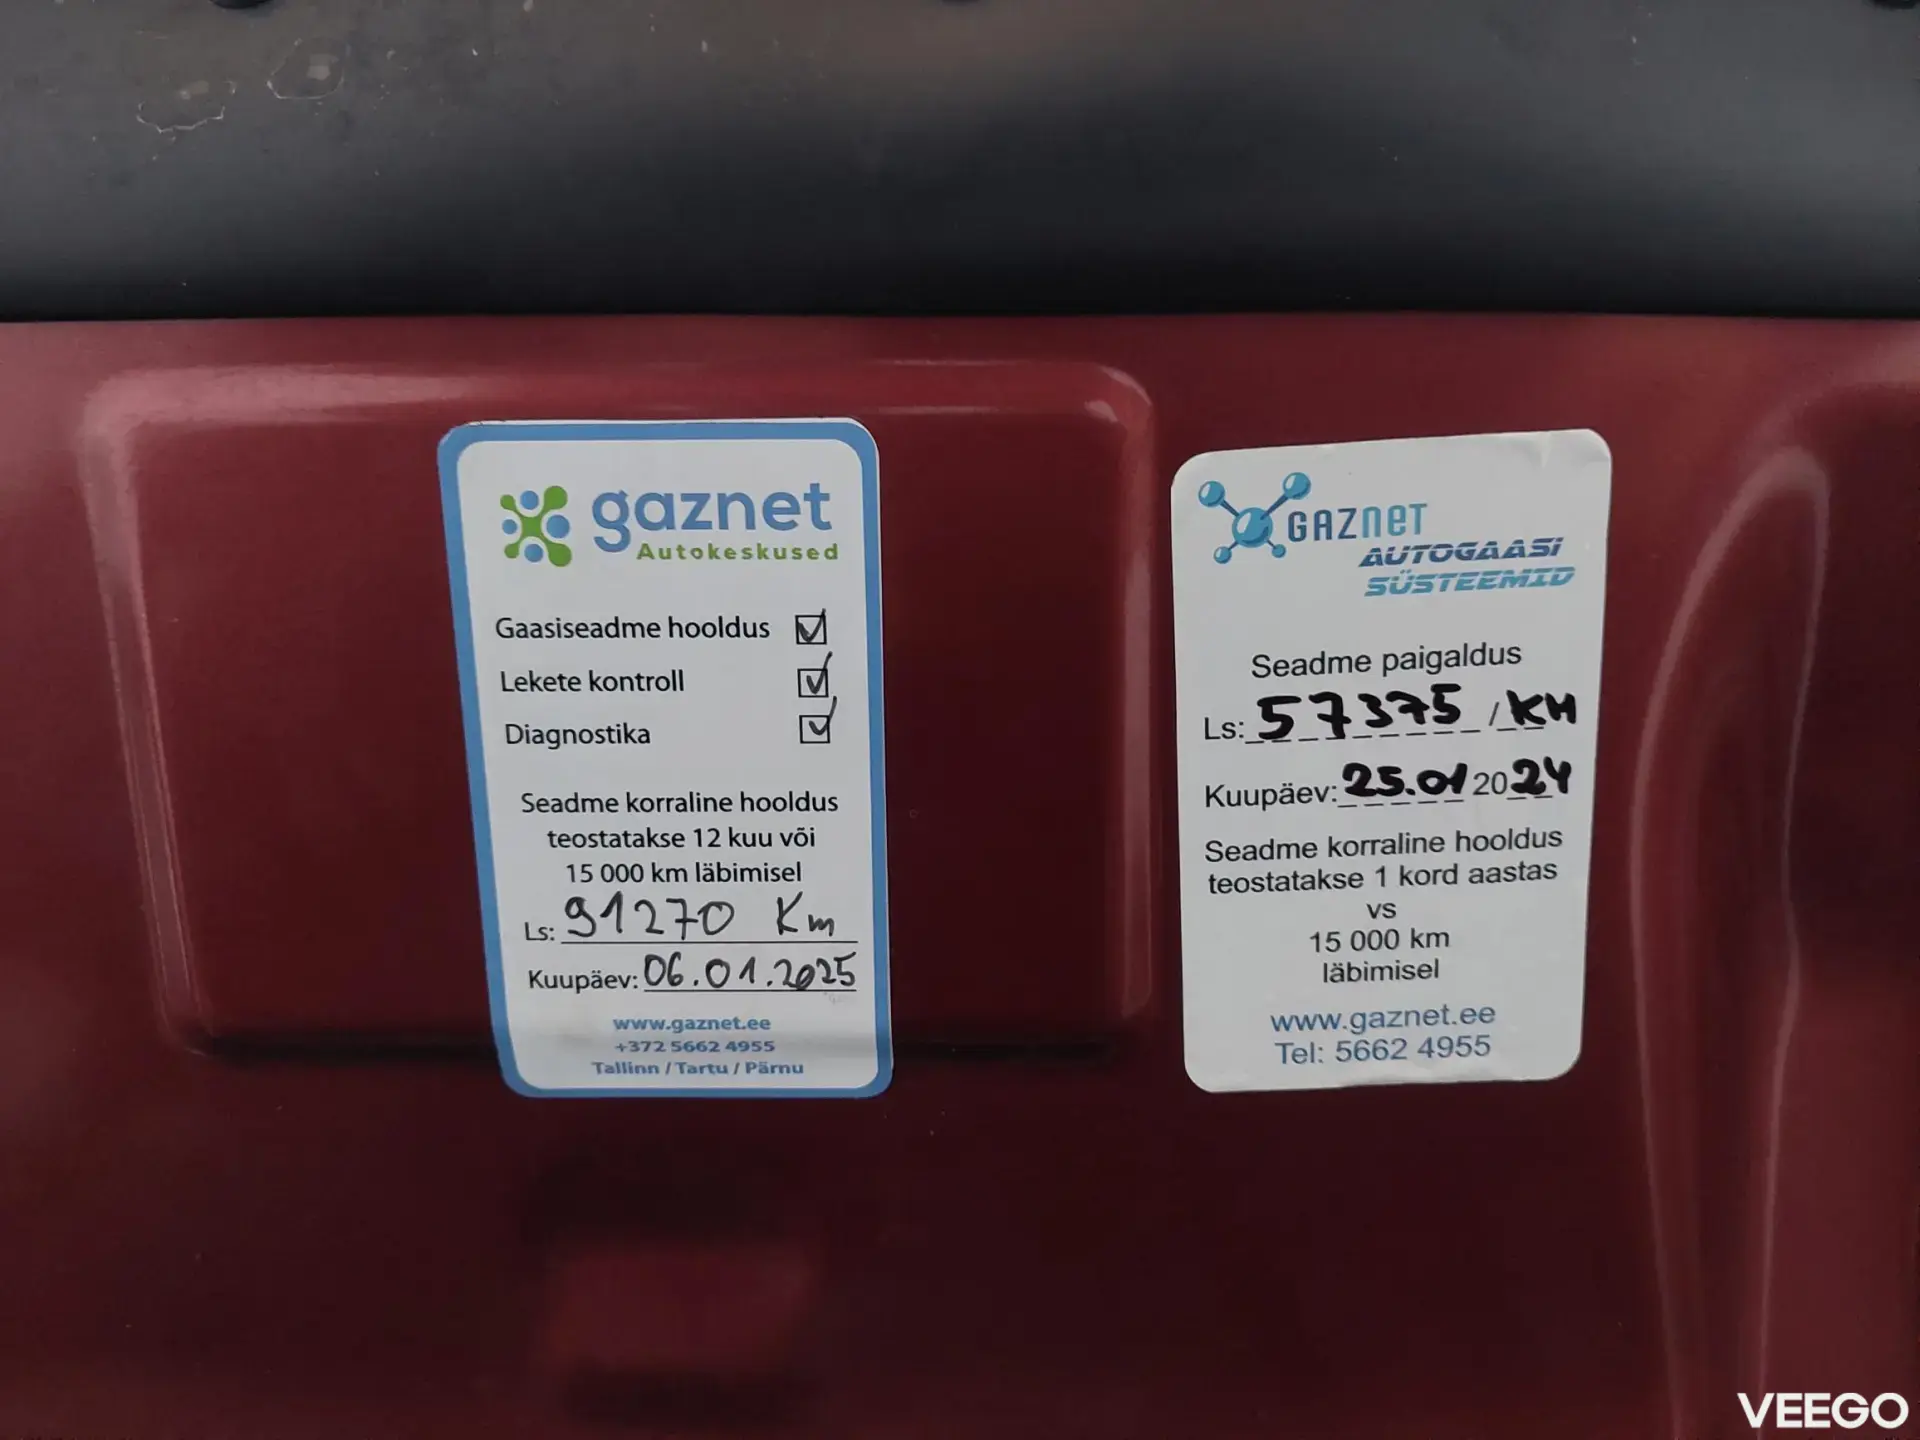 gaznet
Autokeskused
Gaasiseadme hooldus
Lekete kontroll
Diagnostika
Seadme korraline hooldus
teostatakse 12 kuu või
15 000 km läbimisel
Ls: 91270 Km
Kuupäev: 06.01.2025
www.gaznet.ee
+372 5662 4955
Tallinn / Tartu / Pärnu
GAZNET
AUTOGAASI
SÜSTEEMID
Seadme paigaldus
Ls: 57375 / KM
Kuupäev: 25.01 2024
Seadme korraline hooldus
teostatakse 1 kord aastas
vs
15 000 km
läbimisel
www.gaznet.ee
Tel: 5662 4955
VEEGO